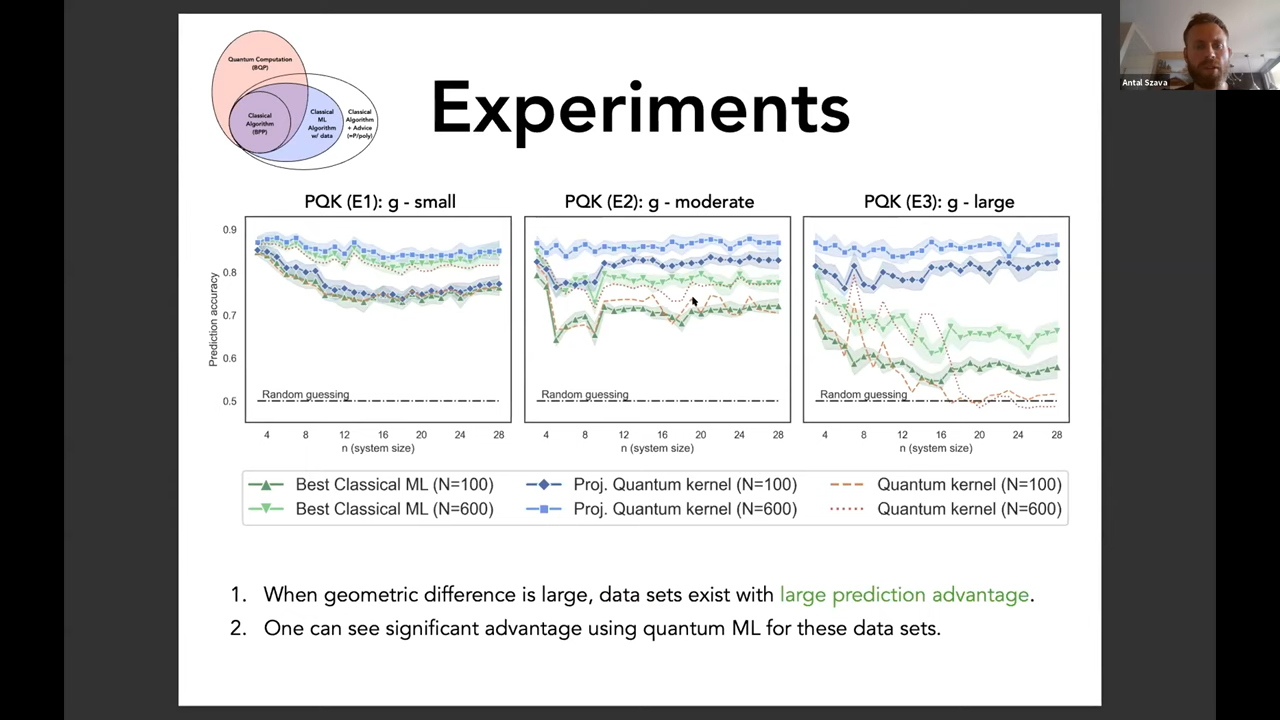 Quantum Computation
(BQP)
Classical
Algorithm
(BPP)
Classical
ML
Algorithm
w/ data
Classical
Algorithm
+ Advice
(=P/poly)
Experiments
Antal Szava
PQK (E1): g - small
PQK (E2): g - moderate
PQK (E3): g - large
Prediction accuracy
0.9
0.8
0.7
0.6
0.5
Random guessing
Random guessing
Random guessing
4 8 12 16 20 24 28
4 8 12 16 20 24 28
4 8 12 16 20 24 28
n (system size)
n (system size)
n (system size)
Best Classical ML (N=100)
Proj. Quantum kernel (N=100)
Quantum kernel (N=100)
Best Classical ML (N=600)
Proj. Quantum kernel (N=600)
Quantum kernel (N=600)
1. When geometric difference is large, data sets exist with large prediction advantage.
2. One can see significant advantage using quantum ML for these data sets.